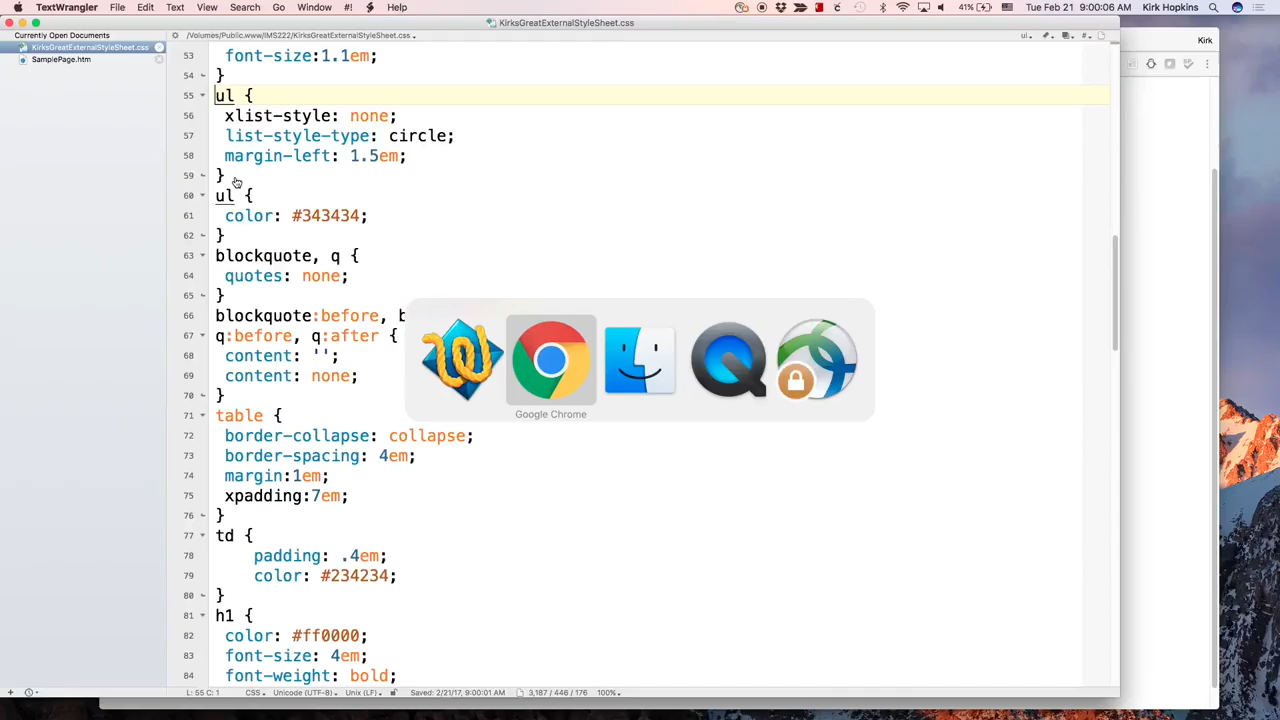 TextWrangler File Edit Text View Search Go Window #! Help 41% Tue Feb 21 9:00:06 AM Kirk Hopkins
KirksGreatExternalStyleSheet.css
Currently Open Documents
KirksGreatExternalStyleSheet.css
SamplePage.htm
/Volumes/Public.www/IMS222/KirksGreatExternalStyleSheet.css
Kirk
53 font-size:1.1em;
54 }
55 ul {
56 xlist-style: none;
57 list-style-type: circle;
58 margin-left: 1.5em;
59 }
60 ul {
61 color: #343434;
62 }
63 blockquote, q {
64 quotes: none;
65 }
66 blockquote:before, b
67 q:before, q:after {
68 content: '';
69 content: none;
70 }
71 table {
72 border-collapse: collapse;
73 border-spacing: 4em;
74 margin:1em;
75 xpadding:7em;
76 }
77 td {
78 padding: .4em;
79 color: #234234;
80 }
81 h1 {
82 color: #ff0000;
83 font-size: 4em;
84 font-weight: bold;
Google Chrome
L: 55 C: 1 CSS Unicode (UTF-8) Unix (LF) Saved: 2/21/17, 9:00:01 AM 3,187 / 446 / 176 100%